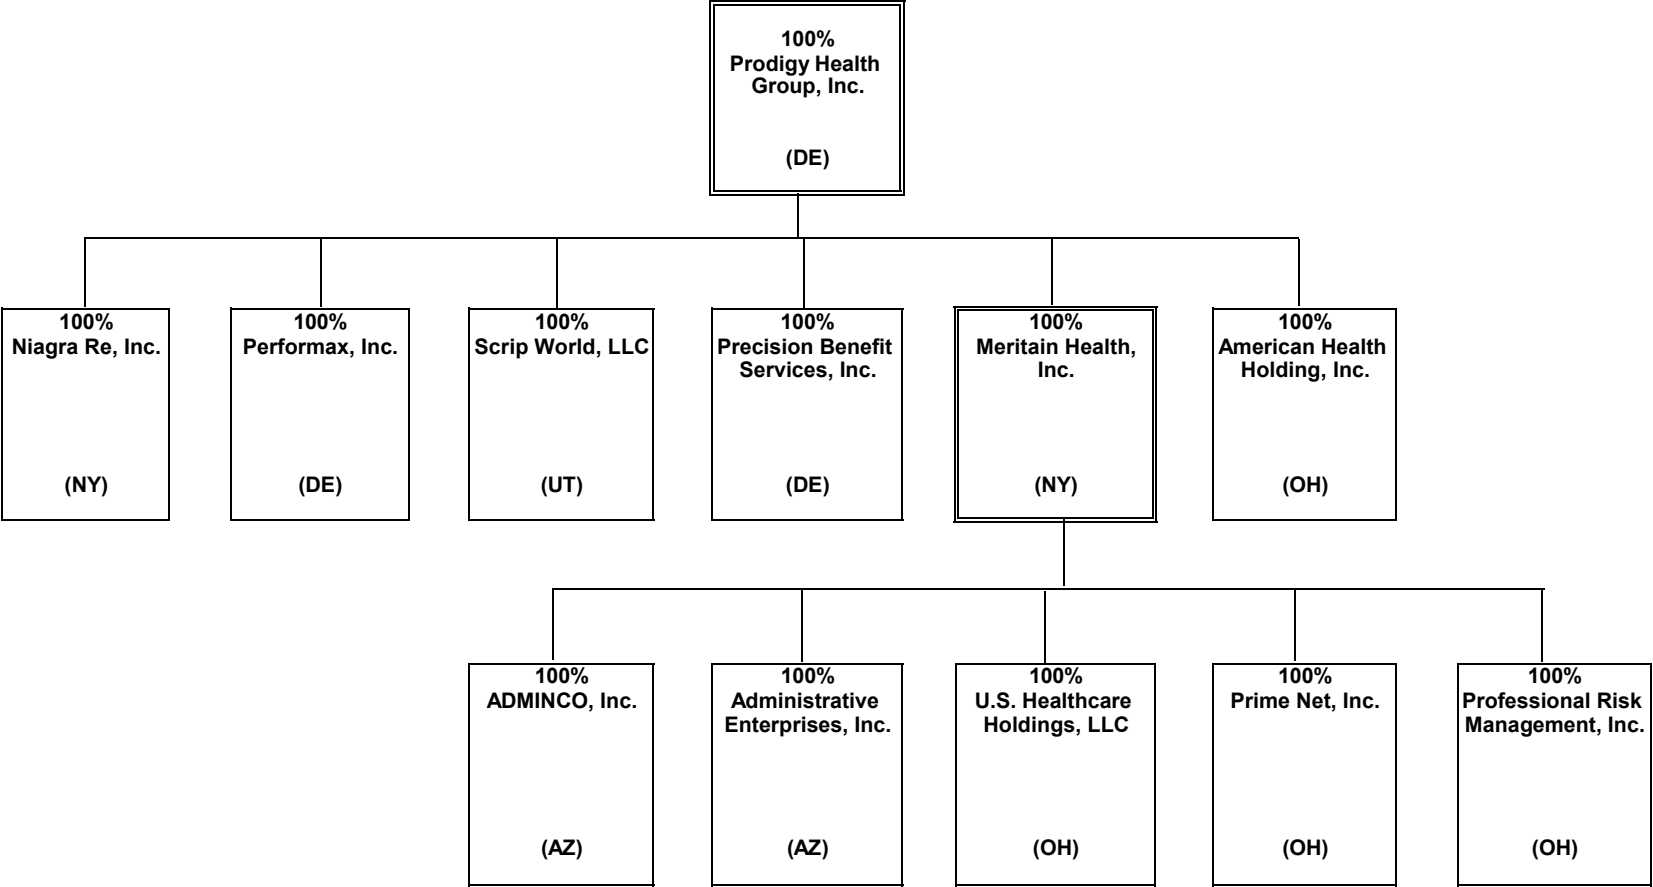 100%
Prodigy Health
Group, Inc.
(DE)
100%
Niagra Re, Inc.
(NY)
100%
Performax, Inc.
(DE)
100%
Scrip World, LLC
(UT)
100%
Precision Benefit
Services, Inc.
(DE)
100%
Meritain Health,
Inc.
(NY)
100%
American Health
Holding, Inc.
(OH)
100%
ADMINCO, Inc.
(AZ)
100%
Administrative
Enterprises, Inc.
(AZ)
100%
U.S. Healthcare
Holdings, LLC
(OH)
100%
Prime Net, Inc.
(OH)
100%
Professional Risk
Management, Inc.
(OH)